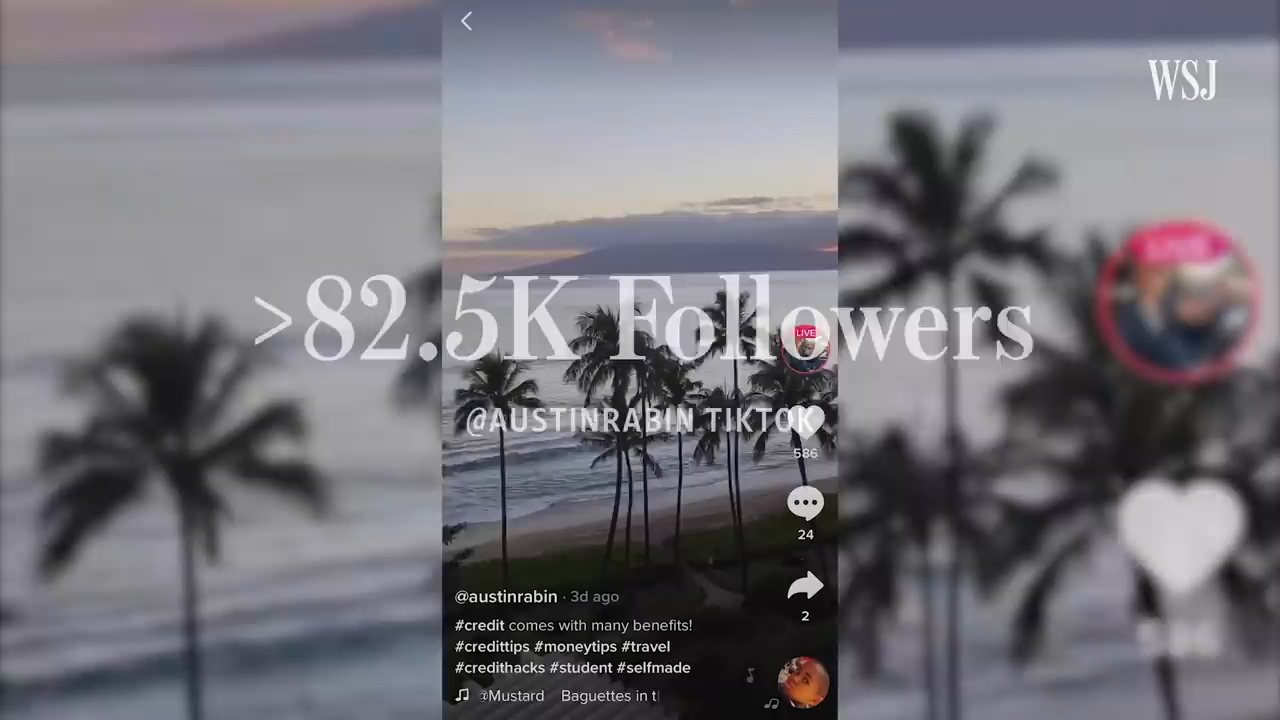 WSJ
>82.5K Followers
LIVE
@AUSTINRABIN TIKTOK
586
24
2
@austinrabin · 3d ago
#credit comes with many benefits!
#credittips #moneytips #travel
#credithacks #student #selfmade
@Mustard Baguettes in t